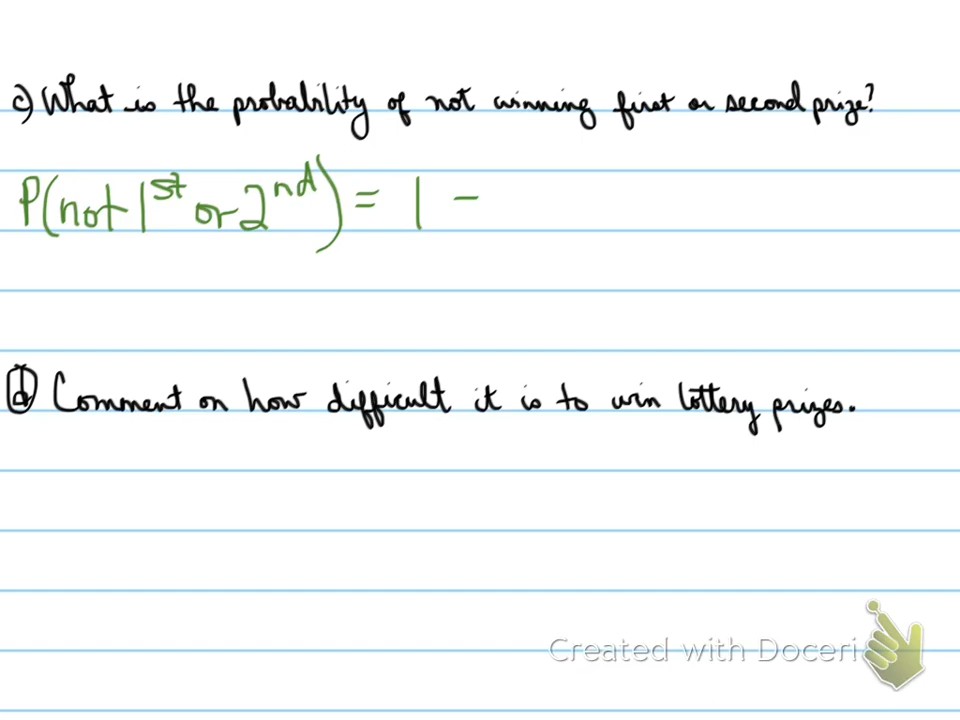 c) What is the probability of not winning first or second prize?
P(not 1st or 2nd) = 1 -
d Comment on how difficult it is to win lottery prizes.
Created with Doceri